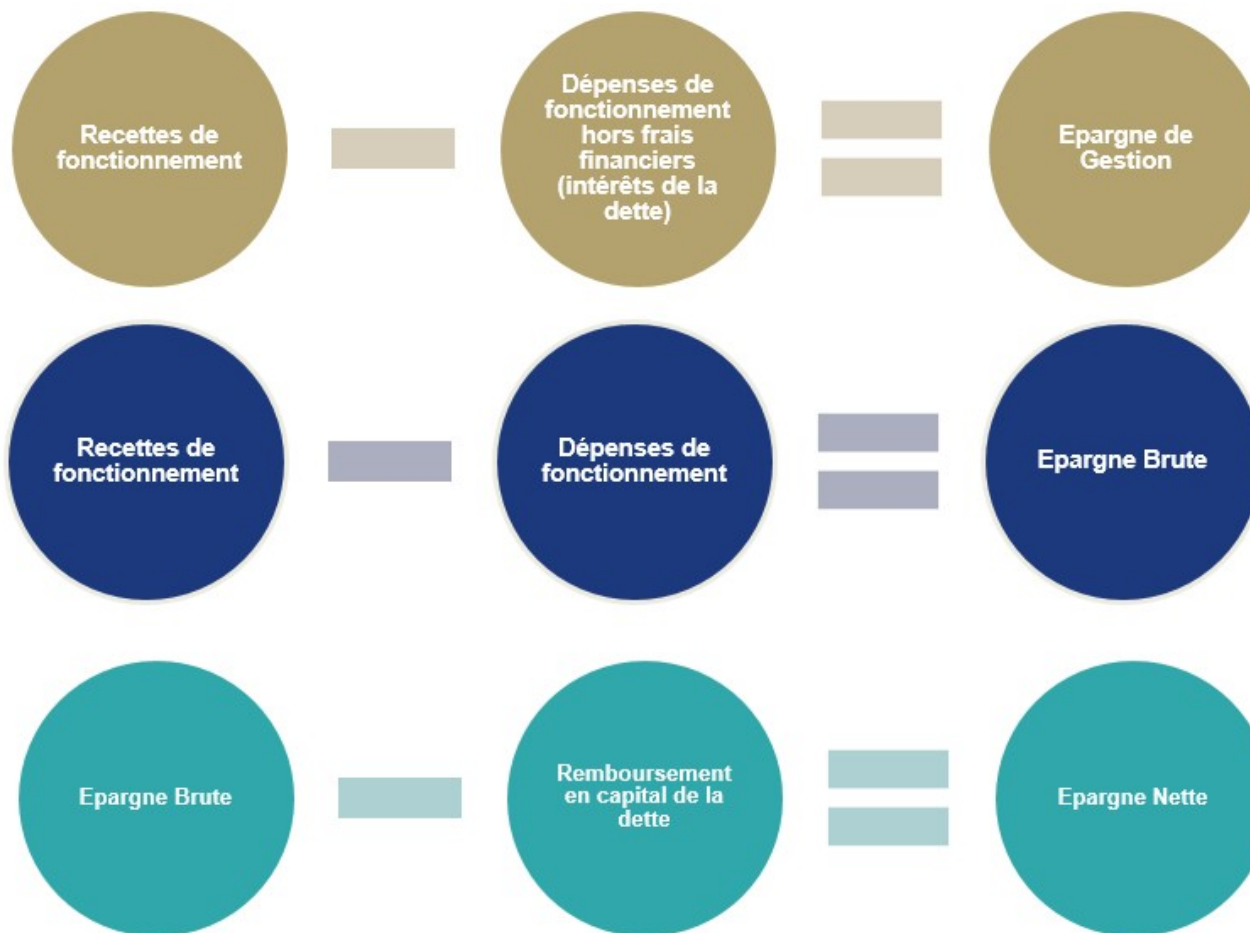 Recettes de
fonctionnement
Dépenses de
fonctionnement
hors frais
financiers
(intérêts de la
dette)
Epargne de
Gestion
Recettes de
fonctionnement
Dépenses de
fonctionnement
Epargne Brute
Epargne Brute
Remboursement
en capital de la
dette
Epargne Nette